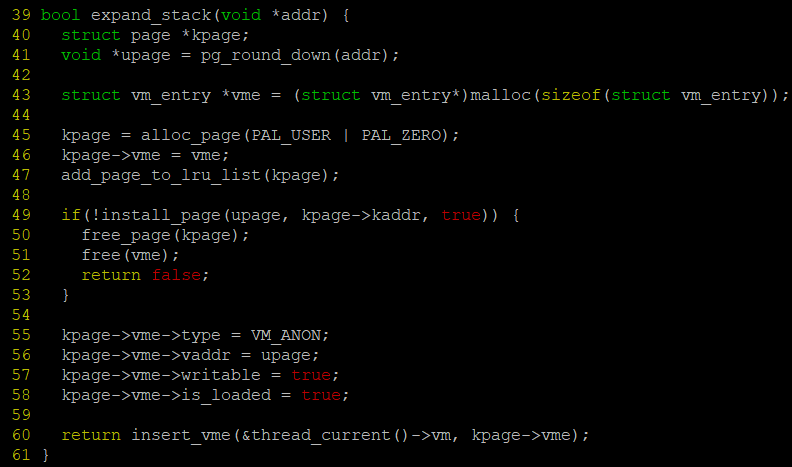 39 bool expand_stack(void *addr) {
40   struct page *kpage;
41   void *upage = pg_round_down(addr);
42
43   struct vm_entry *vme = (struct vm_entry*)malloc(sizeof(struct vm_entry));
44
45   kpage = alloc_page(PAL_USER | PAL_ZERO);
46   kpage->vme = vme;
47   add_page_to_lru_list(kpage);
48
49   if(!install_page(upage, kpage->kaddr, true)) {
50     free_page(kpage);
51     free(vme);
52     return false;
53   }
54
55   kpage->vme->type = VM_ANON;
56   kpage->vme->vaddr = upage;
57   kpage->vme->writable = true;
58   kpage->vme->is_loaded = true;
59
60   return insert_vme(&thread_current()->vm, kpage->vme);
61 }